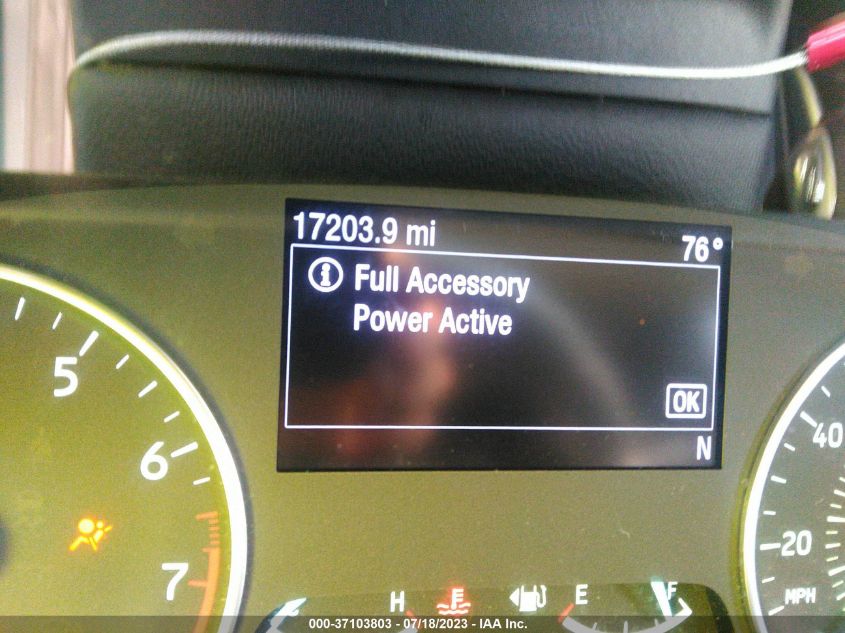 17203.9 mi
76°
Full Accessory
Power Active
OK
N
5
6
7
40
20
MPH
H
E
F
000-37103803 - 07/18/2023 - IAA Inc.